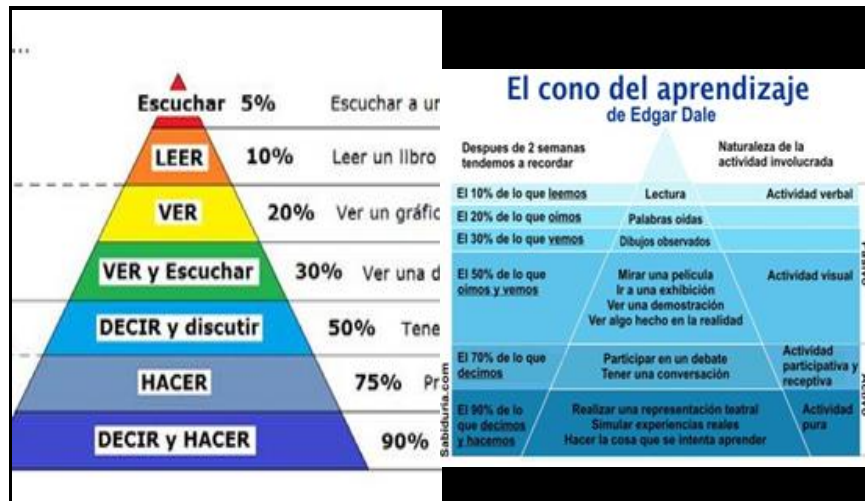 ...
Escuchar 5% Escuchar a un
LEER 10% Leer un libro
VER 20% Ver un gráfic
VER y Escuchar 30% Ver una d
DECIR y discutir 50% Tene
HACER 75% Pr
DECIR y HACER 90%
El cono del aprendizaje
de Edgar Dale
Despues de 2 semanas
tendemos a recordar
Naturaleza de la
actividad involucrada
El 10% de lo que leemos
Lectura
Actividad verbal
El 20% de lo que oimos
Palabras oidas
El 30% de lo que vemos
Dibujos observados
El 50% de lo que
oimos y vemos
Mirar una pelicula
Ir a una exhibición
Ver una demostración
Ver algo hecho en la realidad
Actividad visual
El 70% de lo que
decimos
Participar en un debate
Tener una conversación
Actividad
participativa y
receptiva
El 90% de lo
que decimos
y hacemos
Realizar una representación teatral
Simular experiencias reales
Hacer la cosa que se intenta aprender
Actividad
pura
Sabiduria.com